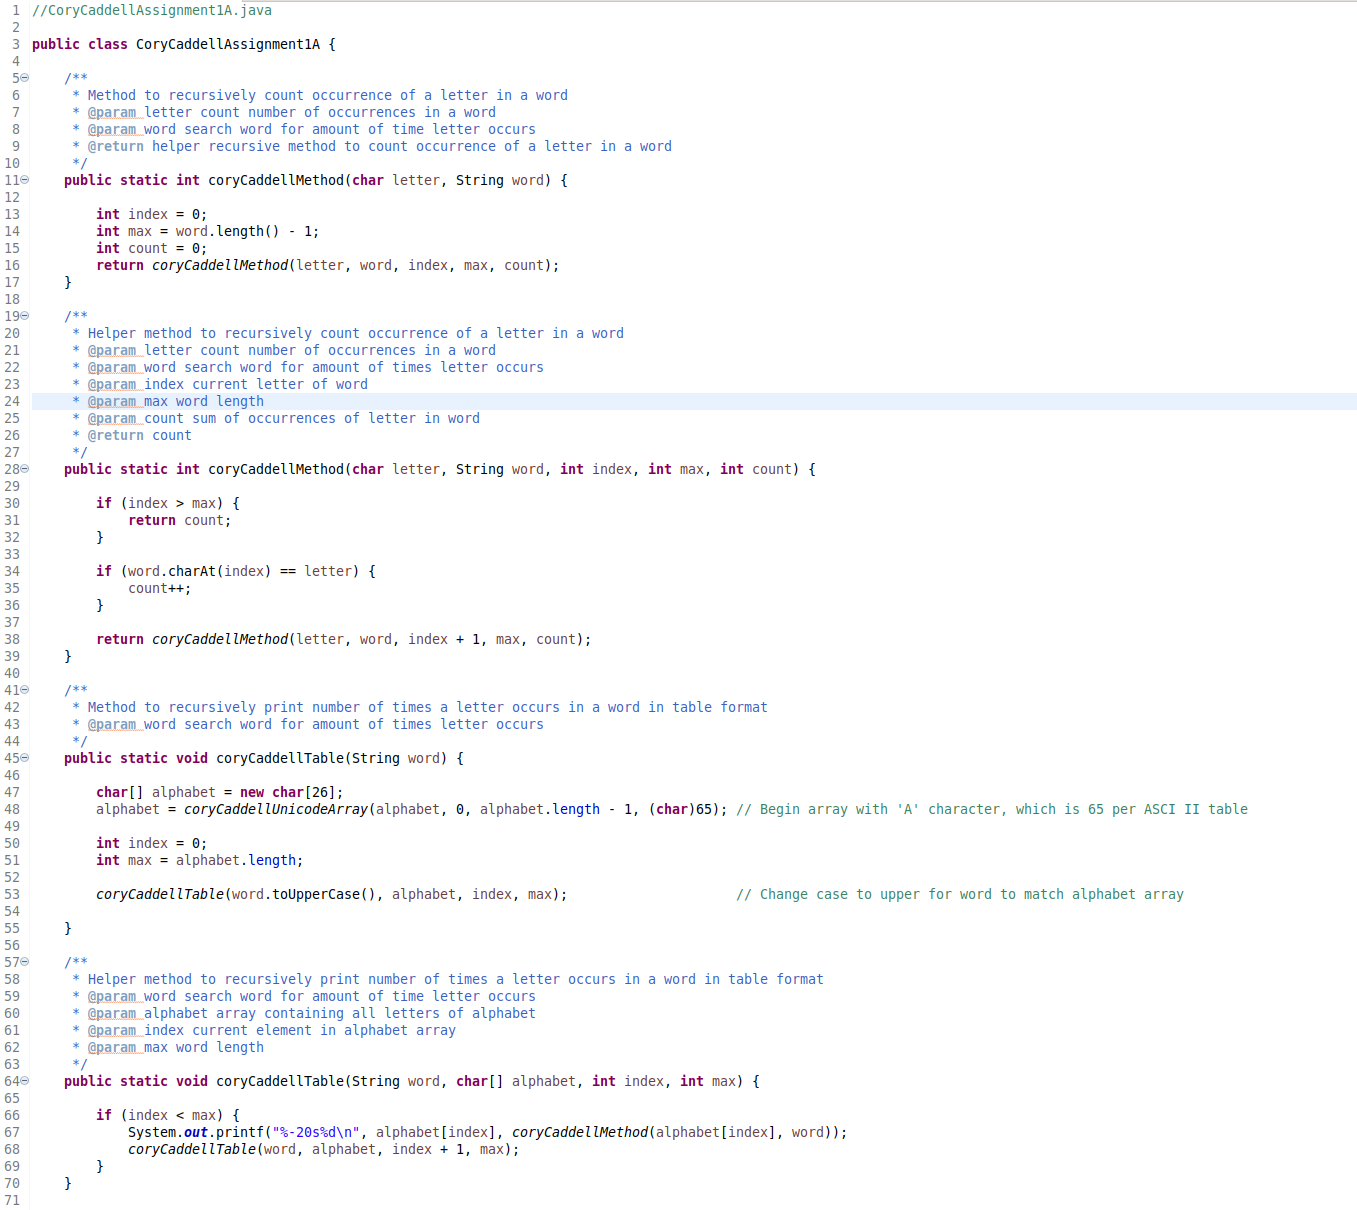 1 //CoryCaddellAssignment1A.java
2
3 public class CoryCaddellAssignment1A {
4
5     /**
6      * Method to recursively count occurrence of a letter in a word
7      * @param letter count number of occurrences in a word
8      * @param word search word for amount of time letter occurs
9      * @return helper recursive method to count occurrence of a letter in a word
10      */
11     public static int coryCaddellMethod(char letter, String word) {
12
13         int index = 0;
14         int max = word.length() - 1;
15         int count = 0;
16         return coryCaddellMethod(letter, word, index, max, count);
17     }
18
19     /**
20      * Helper method to recursively count occurrence of a letter in a word
21      * @param letter count number of occurrences in a word
22      * @param word search word for amount of times letter occurs
23      * @param index current letter of word
24      * @param max word length
25      * @param count sum of occurrences of letter in word
26      * @return count
27      */
28     public static int coryCaddellMethod(char letter, String word, int index, int max, int count) {
29
30         if (index > max) {
31             return count;
32         }
33
34         if (word.charAt(index) == letter) {
35             count++;
36         }
37
38         return coryCaddellMethod(letter, word, index + 1, max, count);
39     }
40
41     /**
42      * Method to recursively print number of times a letter occurs in a word in table format
43      * @param word search word for amount of times letter occurs
44      */
45     public static void coryCaddellTable(String word) {
46
47         char[] alphabet = new char[26];
48         alphabet = coryCaddellUnicodeArray(alphabet, 0, alphabet.length - 1, (char)65); // Begin array with 'A' character, which is 65 per ASCI II table
49
50         int index = 0;
51         int max = alphabet.length;
52
53         coryCaddellTable(word.toUpperCase(), alphabet, index, max);                     // Change case to upper for word to match alphabet array
54
55     }
56
57     /**
58      * Helper method to recursively print number of times a letter occurs in a word in table format
59      * @param word search word for amount of time letter occurs
60      * @param alphabet array containing all letters of alphabet
61      * @param index current element in alphabet array
62      * @param max word length
63      */
64     public static void coryCaddellTable(String word, char[] alphabet, int index, int max) {
65
66         if (index < max) {
67             System.out.printf("%-20s%d\n", alphabet[index], coryCaddellMethod(alphabet[index], word));
68             coryCaddellTable(word, alphabet, index + 1, max);
69         }
70     }
71